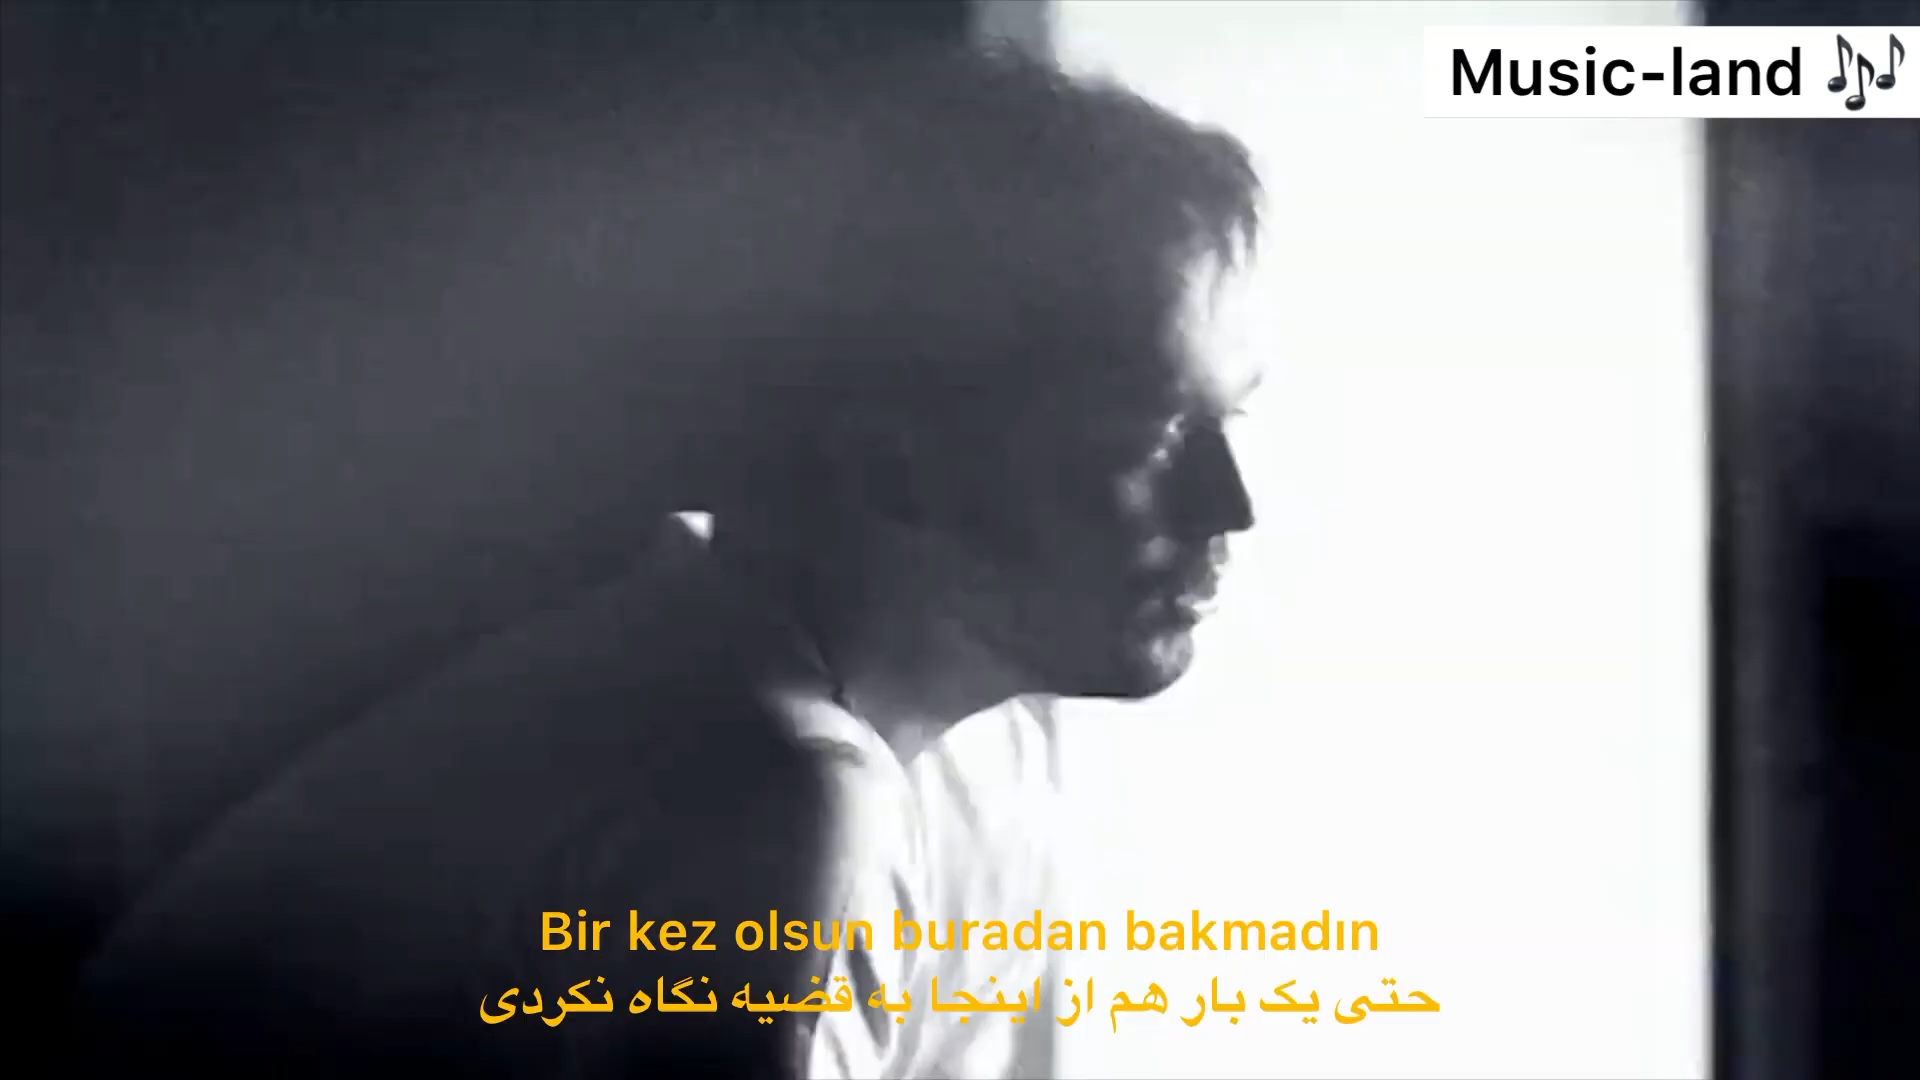 Music-land 🎶
Bir kez olsun buradan bakmadın
حتی یک بار هم از اینجا به قضیه نگاه نکردی